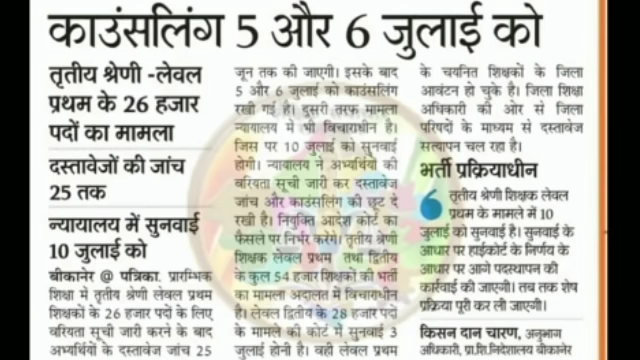 काउंसलिंग 5 और 6 जुलाई को
तृतीय श्रेणी -लेवल
प्रथम के 26 हजार
पदों का मामला
दस्तावेजों की जांच
25 तक
न्यायालय में सुनवाई
10 जुलाई को
बीकानेर @ पत्रिका. प्रारम्भिक
शिक्षा में तृतीय श्रेणी लेवल प्रथम
शिक्षकों के 26 हजार पदों के लिए
वरियता सूची जारी करने के बाद
अभ्यर्थियों के दस्तावेज जांच 25
जून तक की जाएगी। इसके बाद
5 और 6 जुलाई को काउंसलिंग
रखी गई है। दूसरी तरफ मामला
न्यायालय में भी विचाराधीन है।
जिस पर 10 जुलाई को सुनवाई
होगी। न्यायालय ने अभ्यर्थियों की
वरियता सूची जारी कर दस्तावेज
जांच और काउंसलिंग की छूट दे
रखी है। नियुक्ति आदेश कोर्ट का
फैसले पर निर्भर करेंगे। तृतीय श्रेणी
शिक्षक लेवल प्रथम तथा द्वितीय
के कुल 54 हजार शिक्षकों की भर्ती
का मामला अदालत में विचाराधीन
है। लेवल द्वितीय के 28 हजार पदों
के मामले की कोर्ट में सुनवाई 3
जुलाई होनी है। वही लेवल प्रथम
के चयनित शिक्षकों के जिला
आवंटन हो चुके है। जिला शिक्षा
अधिकारी की ओर से जिला
परिषदों के माध्यम से दस्तावेज
सत्यापन चल रहा है।
भर्ती प्रक्रियाधीन
तृतीय श्रेणी शिक्षक लेवल
प्रथम के मामले में 10
जुलाई को सुनवाई है। सुनवाई के
आधार पर हाईकोर्ट के निर्णय के
आधार पर आगे पदस्थापन की
कार्रवाई की जाएगी। तब तक शेष
प्रक्रिया पूरी कर ली जाएगी।
किसन दान चारण, अनुभाग
अधिकारी, प्रा.शि.निदेशालय बीकानेर